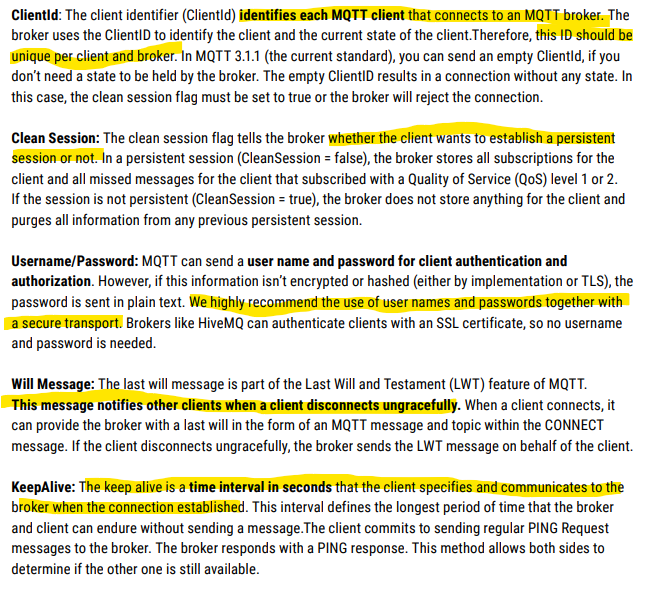 ClientId: The client identifier (ClientId) identifies each MQTT client that connects to an MQTT broker. The
broker uses the ClientID to identify the client and the current state of the client.Therefore, this ID should be
unique per client and broker. In MQTT 3.1.1 (the current standard), you can send an empty ClientId, if you
don't need a state to be held by the broker. The empty ClientID results in a connection without any state. In
this case, the clean session flag must be set to true or the broker will reject the connection.
Clean Session: The clean session flag tells the broker whether the client wants to establish a persistent
session or not. In a persistent session (CleanSession = false), the broker stores all subscriptions for the
client and all missed messages for the client that subscribed with a Quality of Service (QoS) level 1 or 2.
If the session is not persistent (CleanSession = true), the broker does not store anything for the client and
purges all information from any previous persistent session.
Username/Password: MQTT can send a user name and password for client authentication and
authorization. However, if this information isn't encrypted or hashed (either by implementation or TLS), the
password is sent in plain text. We highly recommend the use of user names and passwords together with
a secure transport. Brokers like HiveMQ can authenticate clients with an SSL certificate, so no username
and password is needed.
Will Message: The last will message is part of the Last Will and Testament (LWT) feature of MQTT.
This message notifies other clients when a client disconnects ungracefully. When a client connects, it
can provide the broker with a last will in the form of an MQTT message and topic within the CONNECT
message. If the client disconnects ungracefully, the broker sends the LWT message on behalf of the client.
KeepAlive: The keep alive is a time interval in seconds that the client specifies and communicates to the
broker when the connection established. This interval defines the longest period of time that the broker
and client can endure without sending a message.The client commits to sending regular PING Request
messages to the broker. The broker responds with a PING response. This method allows both sides to
determine if the other one is still available.